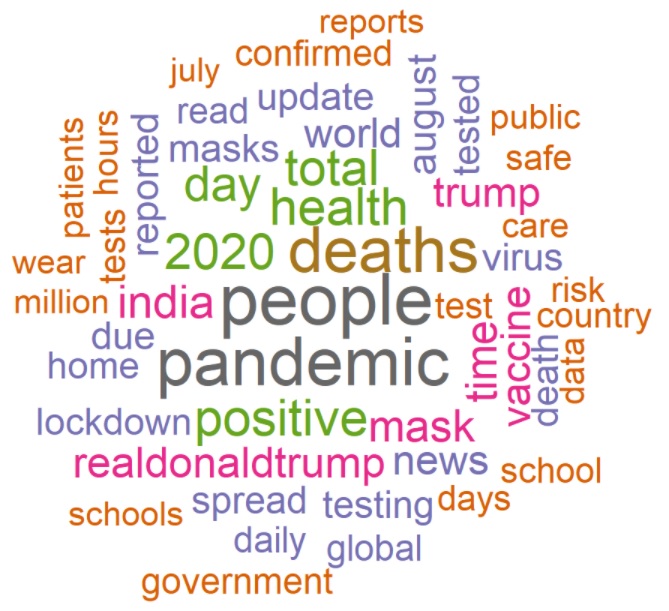 reports
confirmed
july
read update
august
tested
public
patients
hours
reported
masks
world
safe
day
total
trump
health
care
tests
2020
deaths
virus
wear
million
india
people
test
risk
country
due
time
vaccine
death
data
home
pandemic
lockdown
positive
mask
realdonaldtrump
news
school
schools
spread
testing
days
daily
global
government